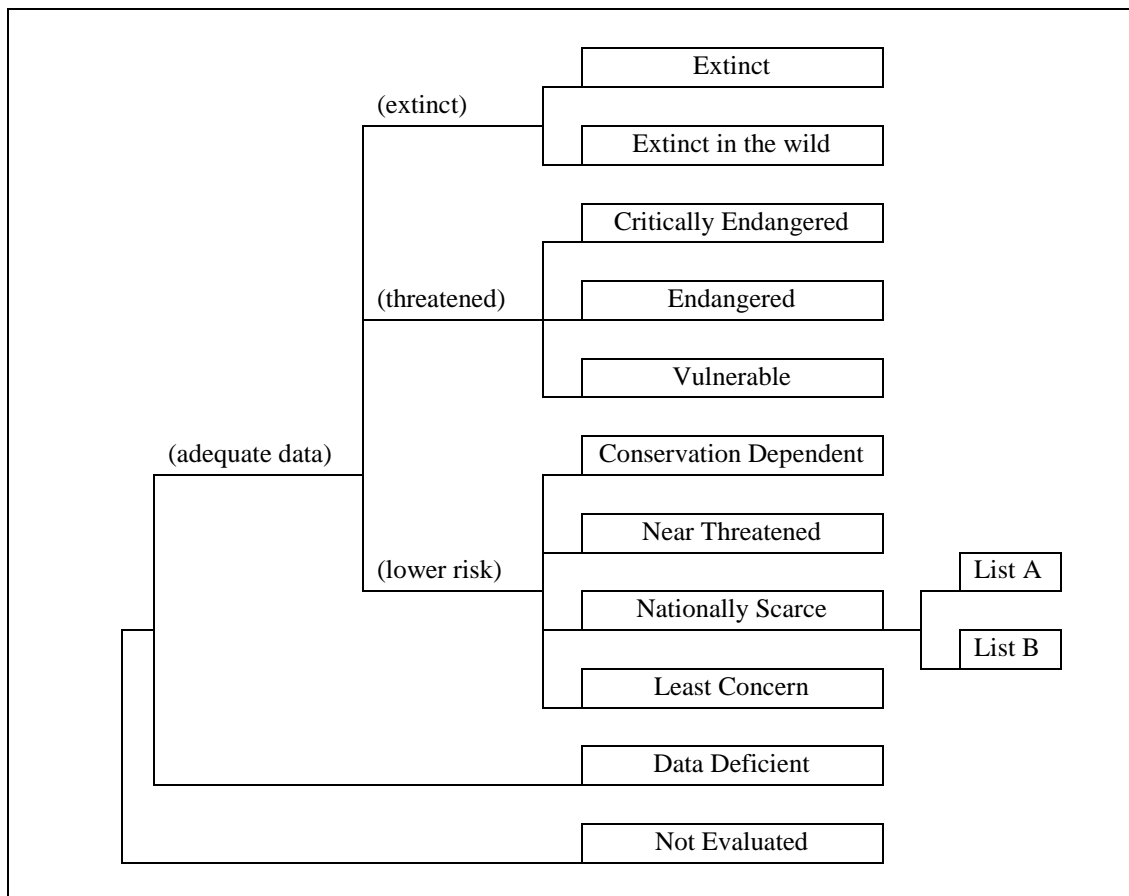 Extinct
(extinct)
Extinct in the wild
Critically Endangered
(threatened)
Endangered
Vulnerable
(adequate data)
Conservation Dependent
Near Threatened
(lower risk)
List A
Nationally Scarce
List B
Least Concern
Data Deficient
Not Evaluated